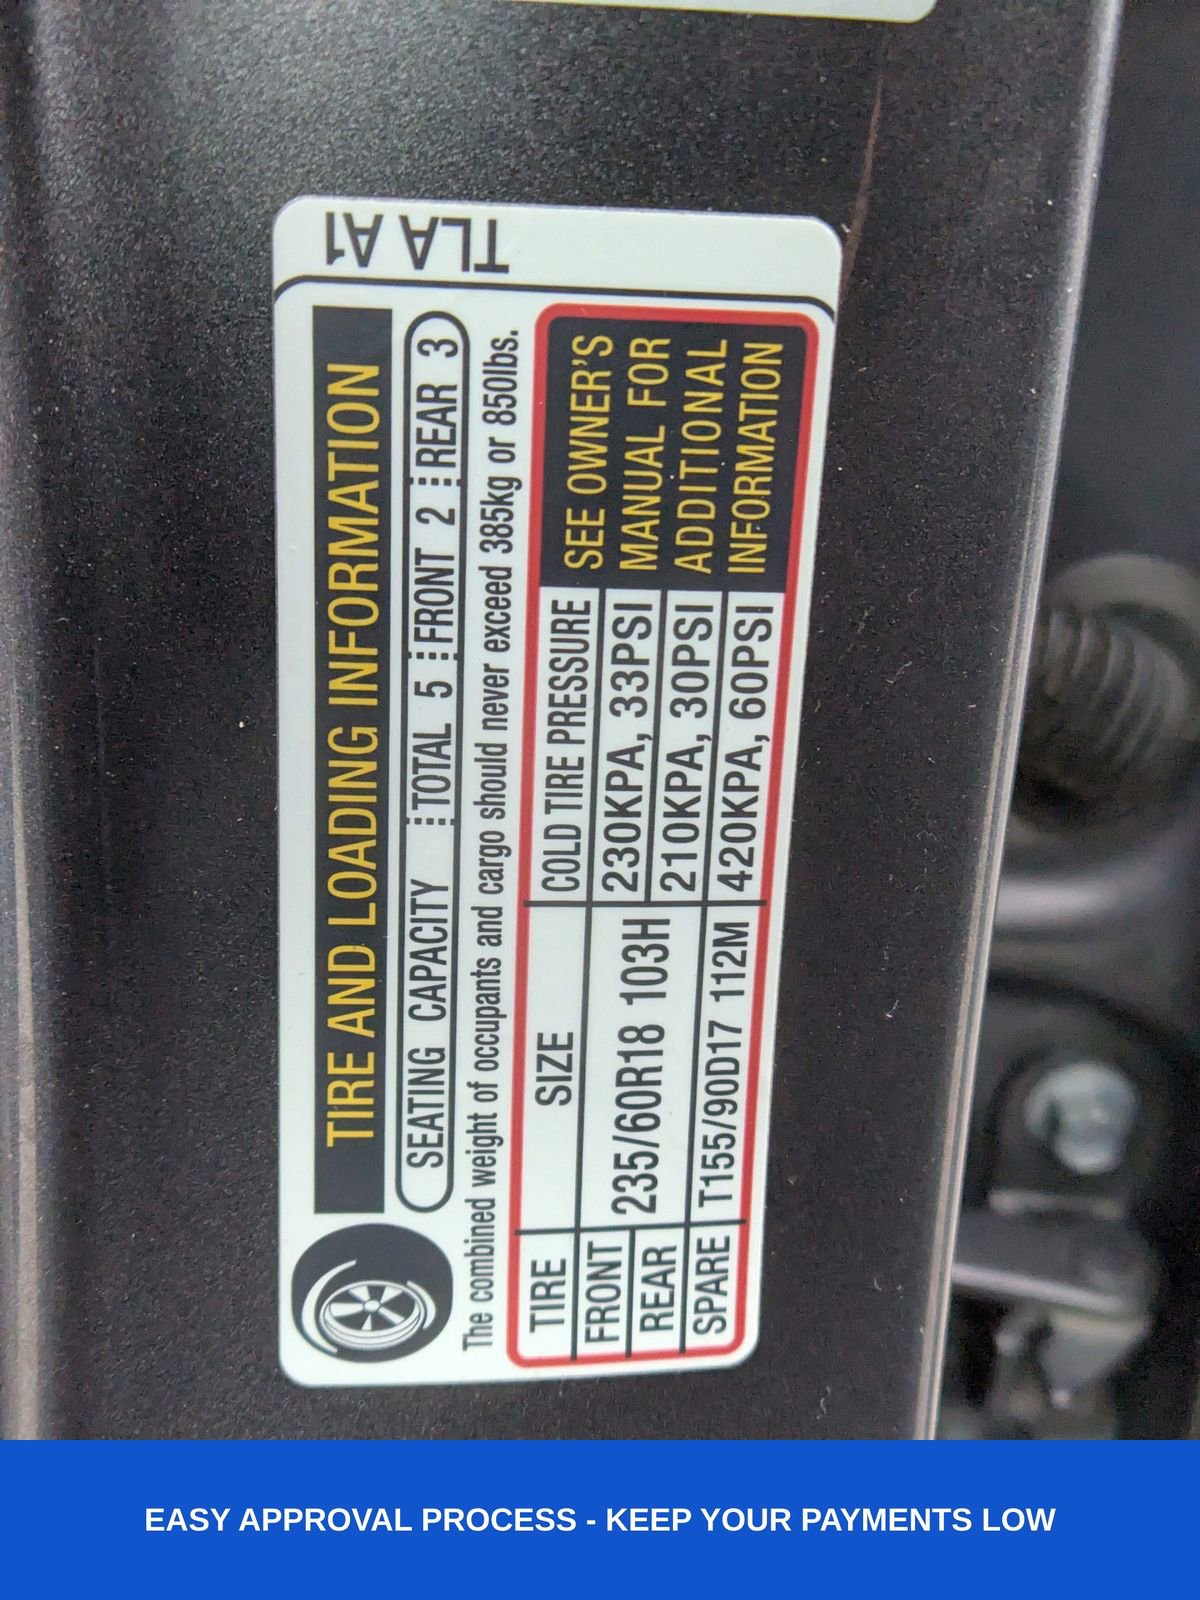 TLA A1
TIRE AND LOADING INFORMATION
SEATING CAPACITY TOTAL 5 FRONT 2 REAR 3
The combined weight of occupants and cargo should never exceed 385kg or 850lbs.
TIRE SIZE COLD TIRE PRESSURE
FRONT 235/60R18 103H 230KPA, 33PSI
REAR 210KPA, 30PSI
SPARE T155/90D17 112M 420KPA, 60PSI
SEE OWNER'S
MANUAL FOR
ADDITIONAL
INFORMATION
EASY APPROVAL PROCESS - KEEP YOUR PAYMENTS LOW